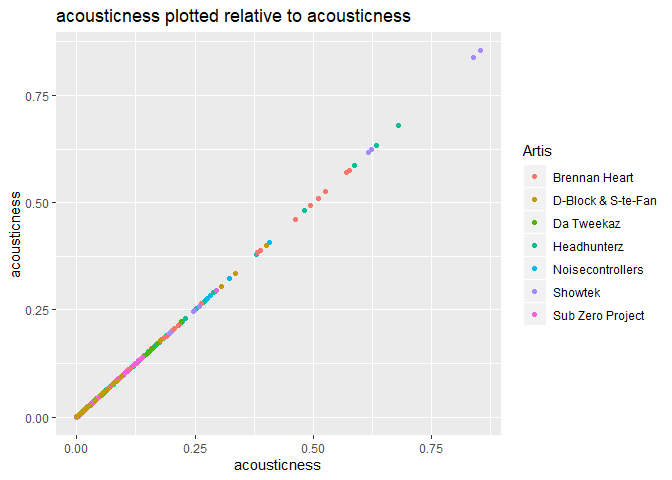 acousticness plotted relative to acousticness
acousticness
0.75
0.50
0.25
0.00
0.00 0.25 0.50 0.75
acousticness
Artis
Brennan Heart
D-Block & S-te-Fan
Da Tweekaz
Headhunterz
Noisecontrollers
Showtek
Sub Zero Project